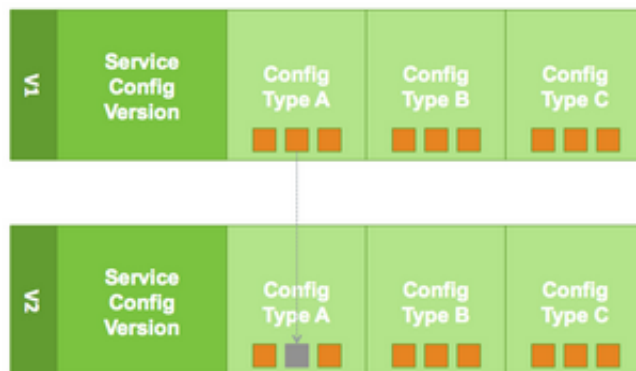 V1
Service
Config
Version
Config
Type A
Config
Type B
Config
Type C
V2
Service
Config
Version
Config
Type A
Config
Type B
Config
Type C